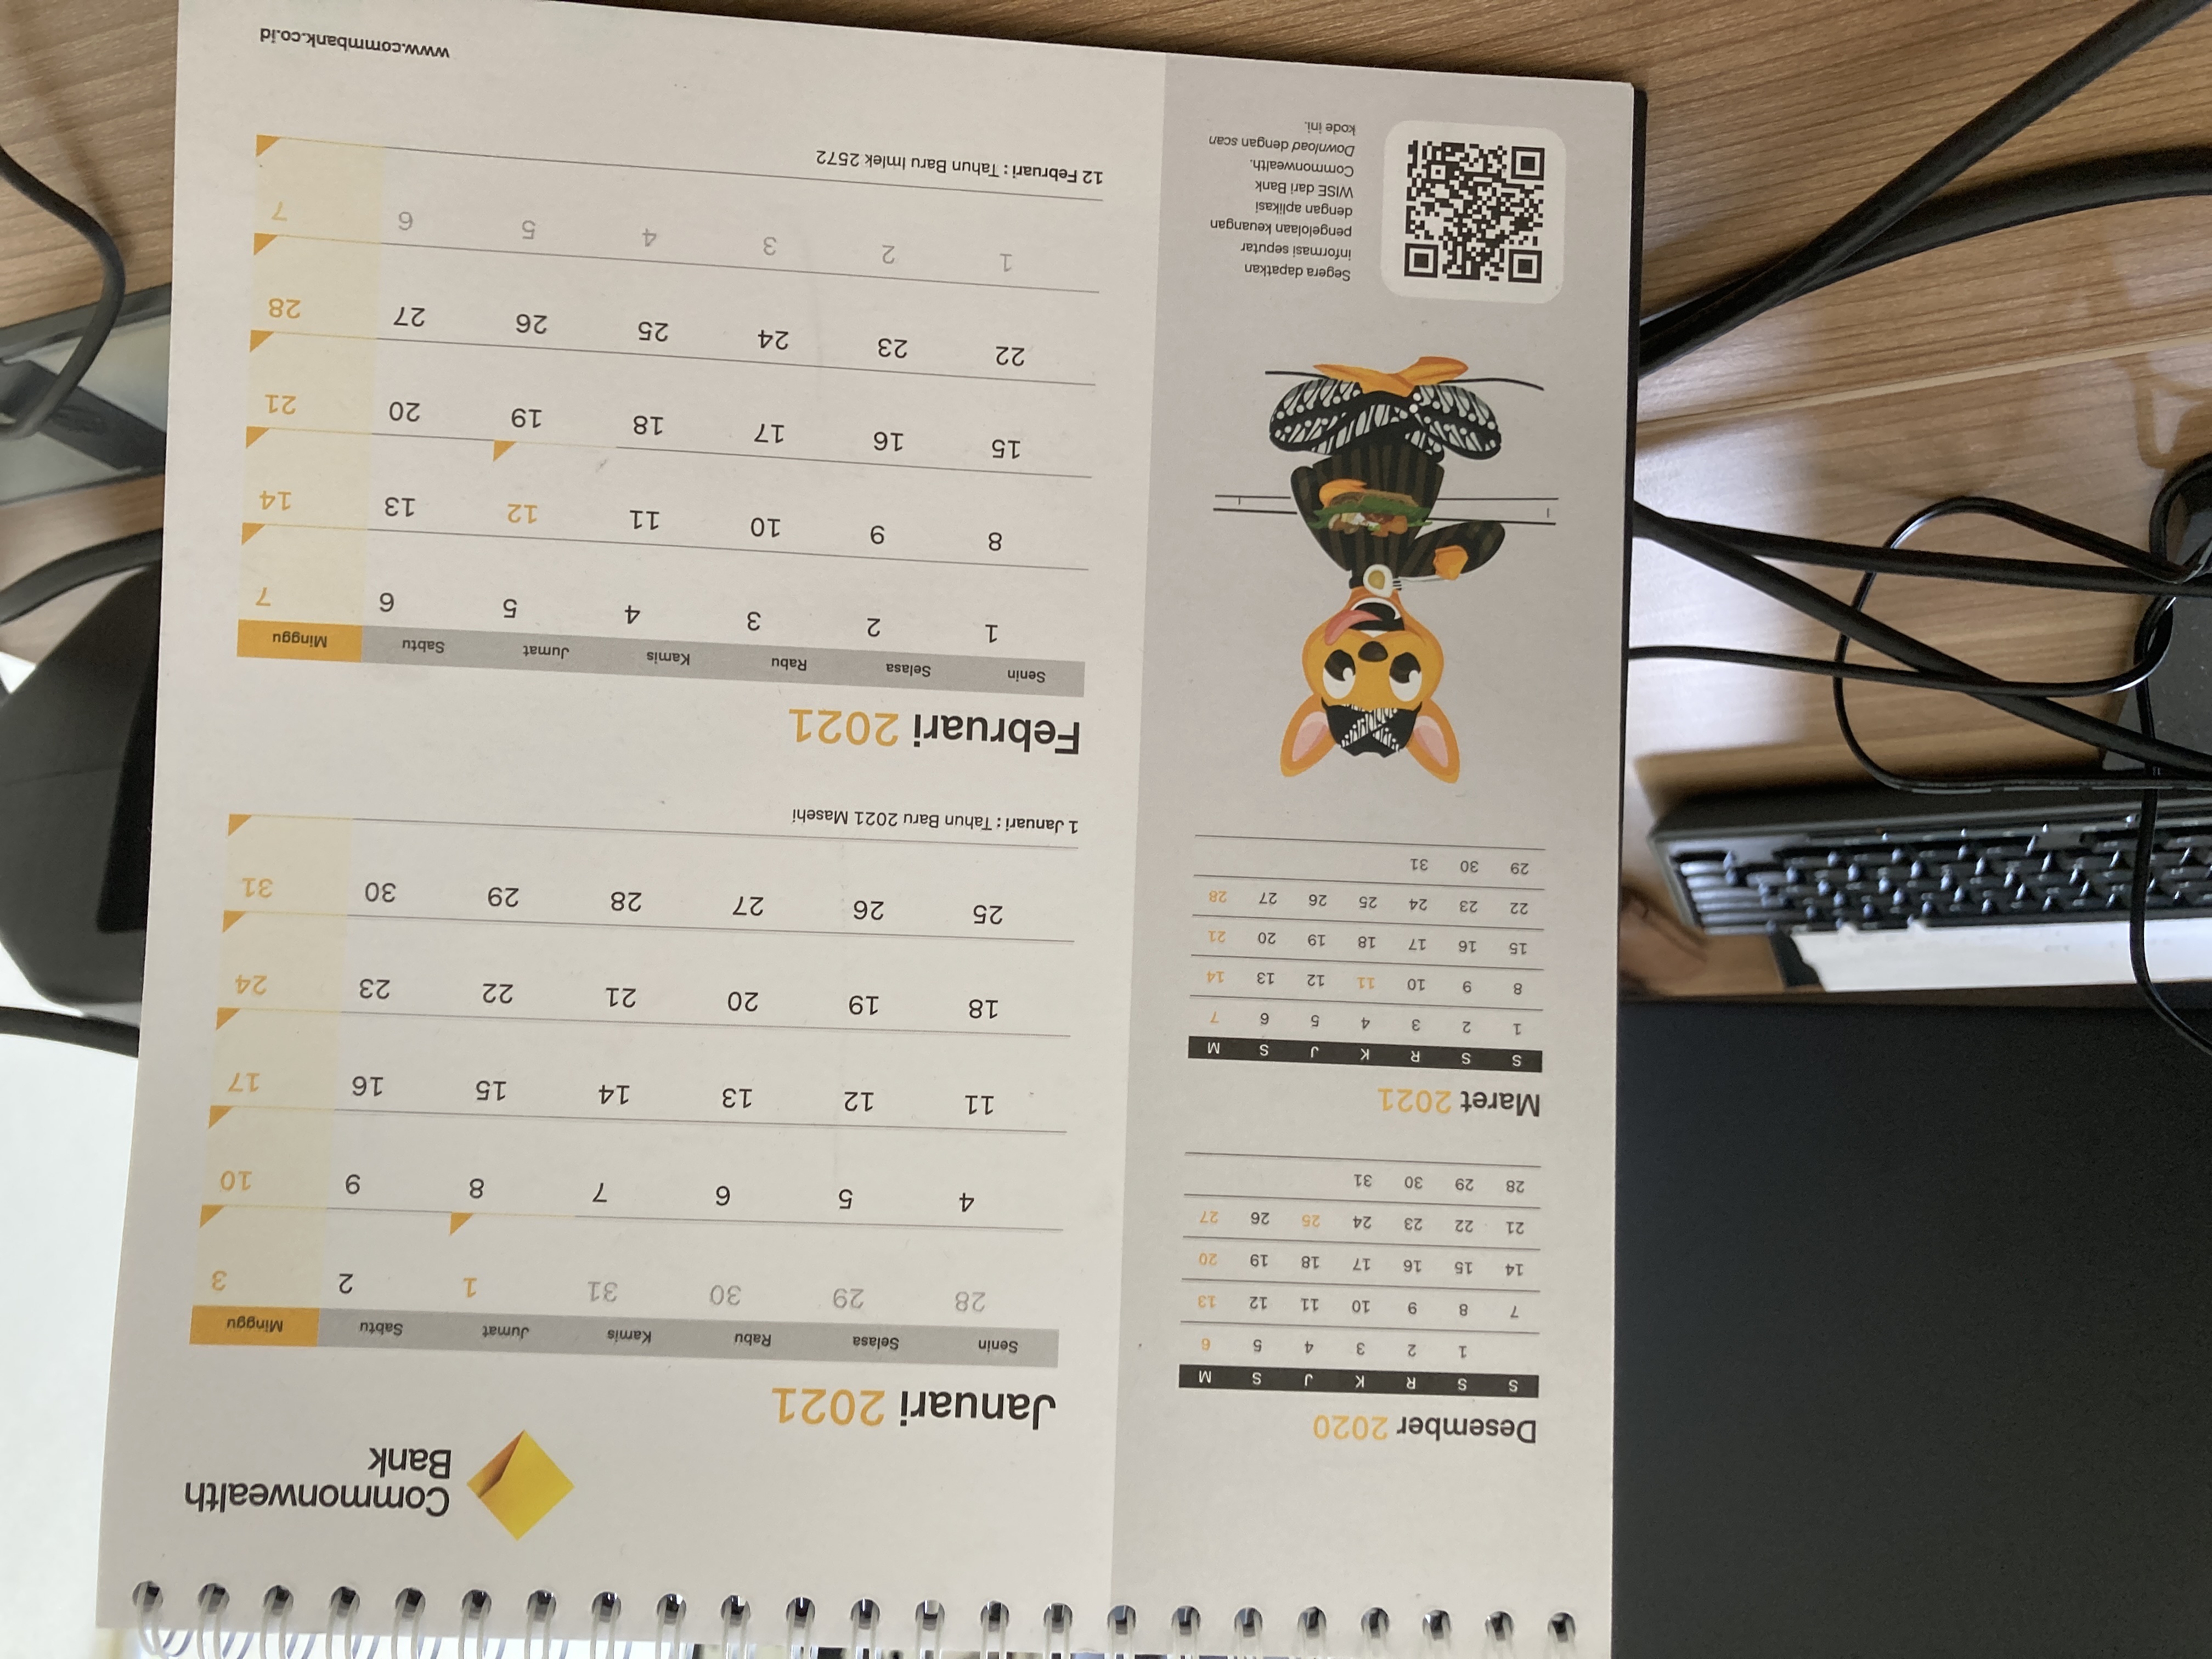 Commonwealth
Bank
Desember 2020
S S R K J S M
1 2 3 4 5 6
7 8 9 10 11 12 13
14 15 16 17 18 19 20
21 22 23 24 25 26 27
28 29 30 31
Maret 2021
S S R K J S M
1 2 3 4 5 6 7
8 9 10 11 12 13 14
15 16 17 18 19 20 21
22 23 24 25 26 27 28
29 30 31
Segera dapatkan
informasi seputar
pengelolaan keuangan
dengan aplikasi
WISE dari Bank
Commonwealth.
Download dengan scan
kode ini.
Januari 2021
Senin Selasa Rabu Kamis Jumat Sabtu Minggu
28 29 30 31 1 2 3
4 5 6 7 8 9 10
11 12 13 14 15 16 17
18 19 20 21 22 23 24
25 26 27 28 29 30 31
1 Januari : Tahun Baru 2021 Masehi
Februari 2021
Senin Selasa Rabu Kamis Jumat Sabtu Minggu
1 2 3 4 5 6 7
8 9 10 11 12 13 14
15 16 17 18 19 20 21
22 23 24 25 26 27 28
1 2 3 4 5 6 7
12 Februari : Tahun Baru Imlek 2572
www.commbank.co.id